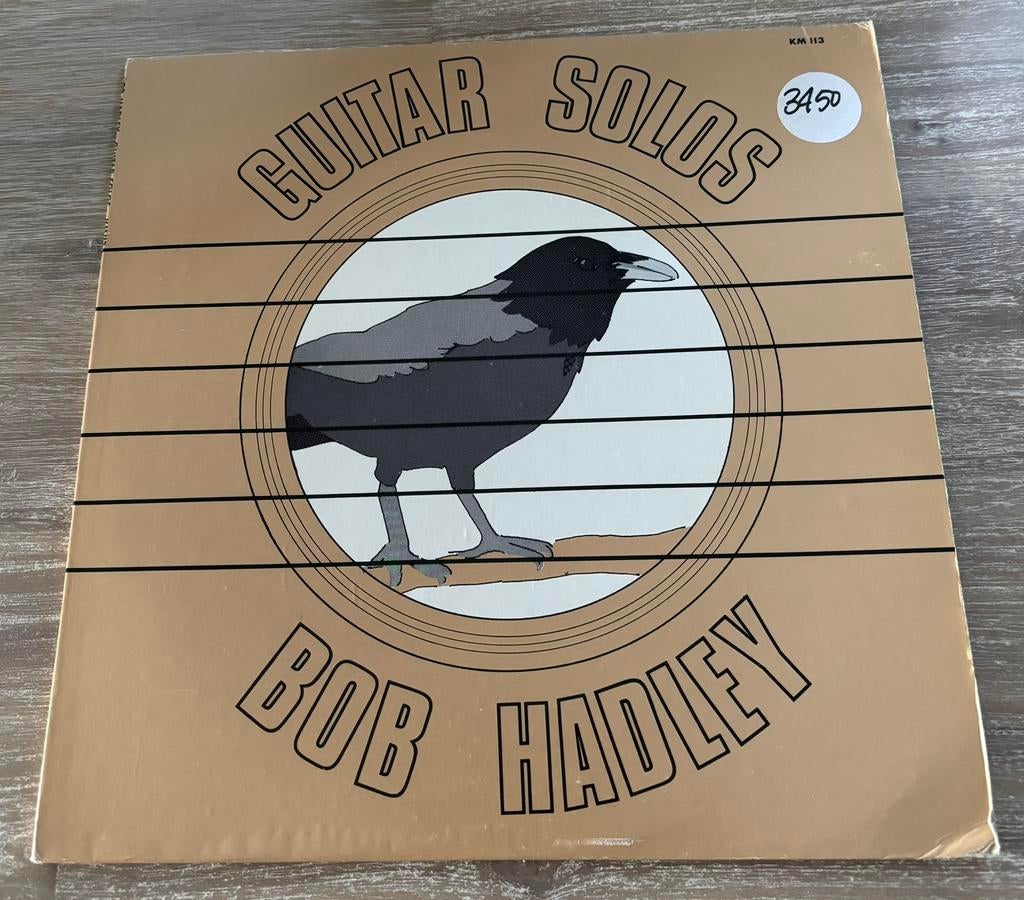 KM 113
3450
GUITAR SOLOS
BOB HADLEY